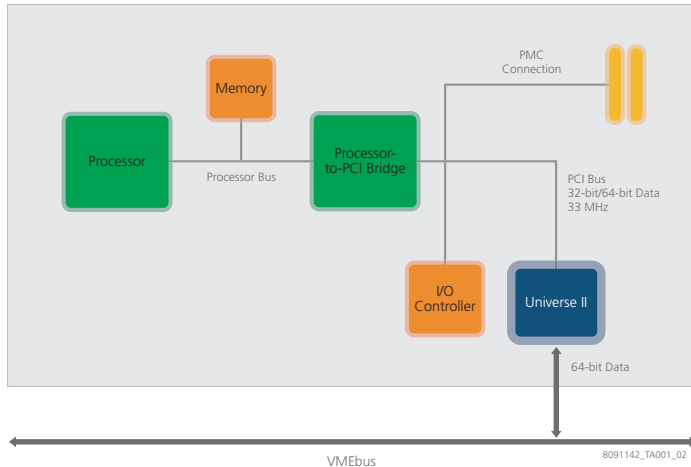 PMC
Connection
Memory
Processor
Processor Bus
Processor-
to-PCI Bridge
PCI Bus
32-bit/64-bit Data
33 MHz
I/O
Controller
Universe II
64-bit Data
VMEbus
8091142_TA001_02